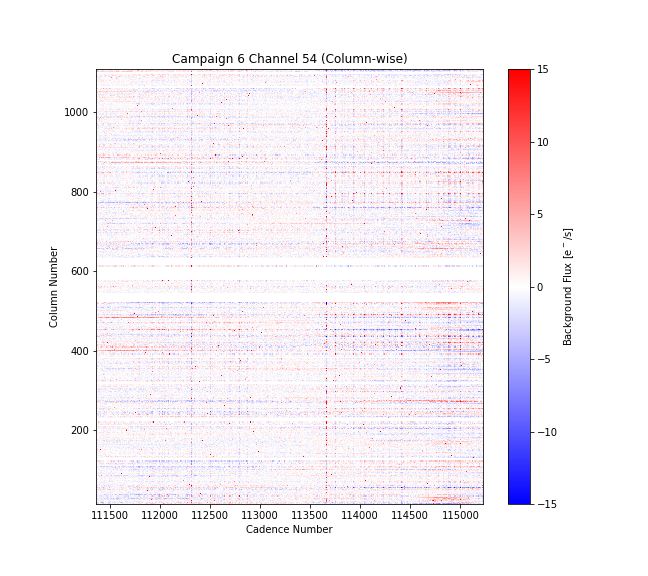 Campaign 6 Channel 54 (Column-wise)
Column Number
1000
800
600
400
200
111500 112000 112500 113000 113500 114000 114500 115000
Cadence Number
15
10
5
0
−5
−10
−15
Background Flux [e⁻/s]